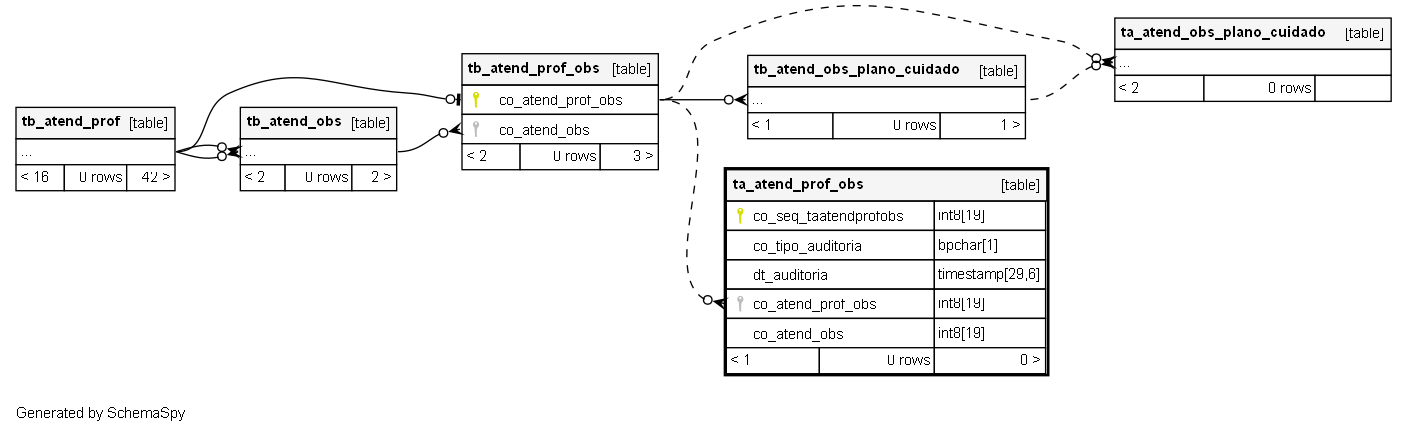 tb_atend_prof [table]
...
< 16 0 rows 42 >
tb_atend_obs [table]
...
< 2 0 rows 2 >
tb_atend_prof_obs [table]
co_atend_prof_obs
co_atend_obs
< 2 0 rows 3 >
tb_atend_obs_plano_cuidado [table]
...
< 1 0 rows 1 >
ta_atend_obs_plano_cuidado [table]
...
< 2 0 rows
ta_atend_prof_obs [table]
co_seq_taatendprofobs int8[19]
co_tipo_auditoria bpchar[1]
dt_auditoria timestamp[29,6]
co_atend_prof_obs int8[19]
co_atend_obs int8[19]
< 1 0 rows 0 >
Generated by SchemaSpy